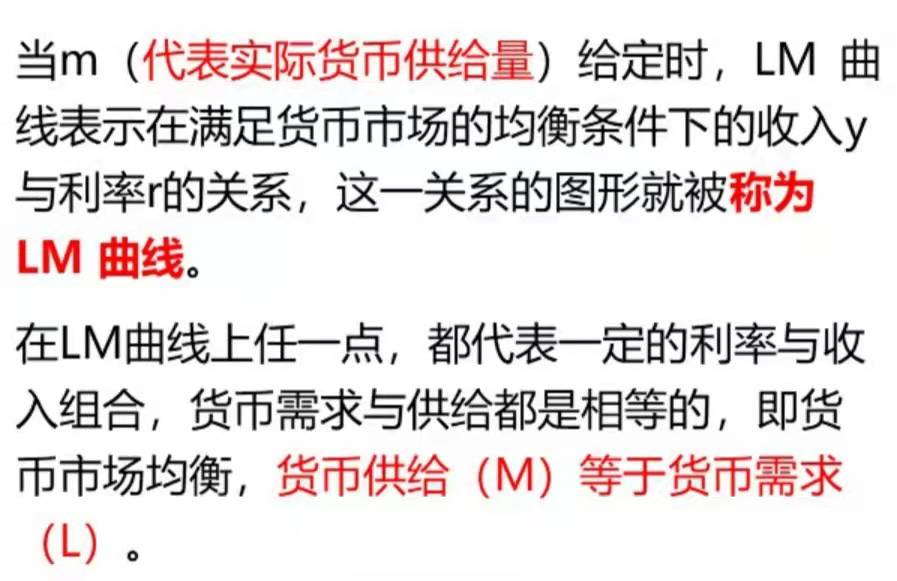 当m（代表实际货币供给量）给定时，LM 曲
线表示在满足货币市场的均衡条件下的收入y
与利率r的关系，这一关系的图形就被称为
LM 曲线。
在LM曲线上任一点，都代表一定的利率与收
入组合，货币需求与供给都是相等的，即货
币市场均衡，货币供给（M）等于货币需求
（L）。